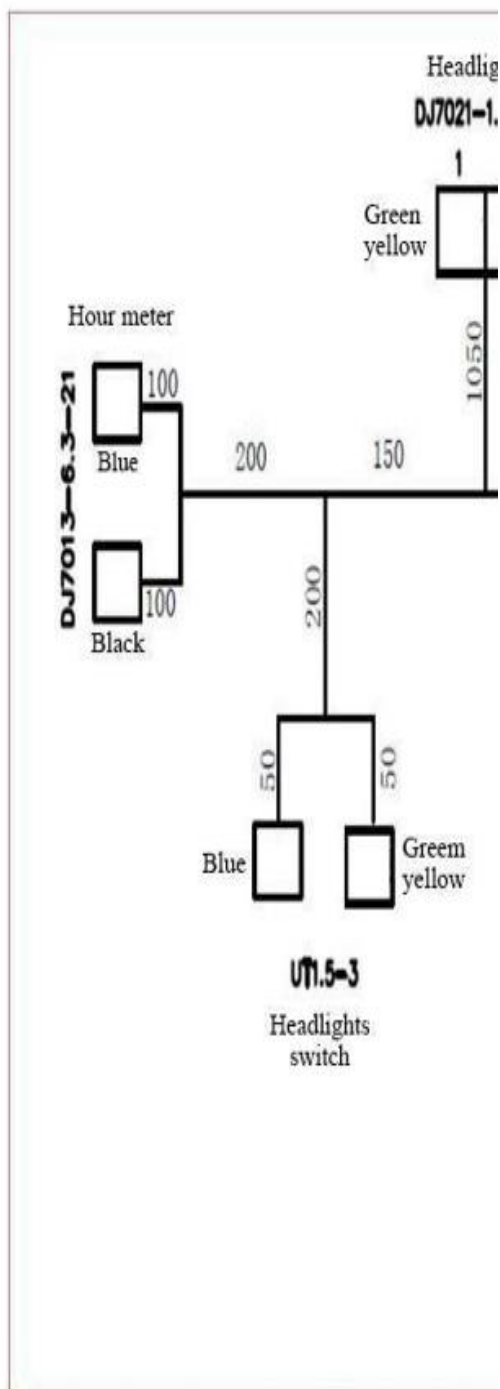 Headlig
DJ7021-1.
1
Green
yellow
1050
Hour meter
100
Blue
DJ7013-6.3-21
200
150
100
Black
200
50
50
Blue
Greem
yellow
UT1.5-3
Headlights
switch